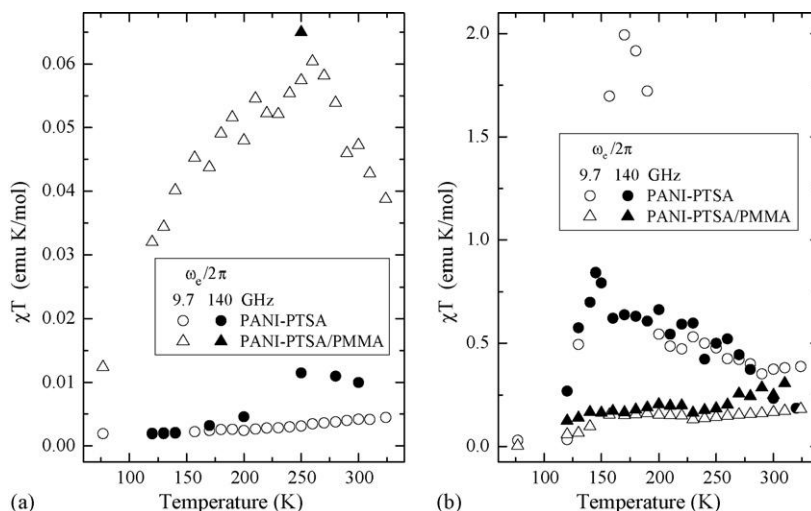 0.06
0.05
0.04
0.03
0.02
0.01
0.00
χT (emu K/mol)
ω_e/2π
9.7 140 GHz
PANI-PTSA
PANI-PTSA/PMMA
100 150 200 250 300
Temperature (K)
(a)
2.0
1.5
1.0
0.5
0.0
χT (emu K/mol)
ω_e/2π
9.7 140 GHz
PANI-PTSA
PANI-PTSA/PMMA
100 150 200 250 300
Temperature (K)
(b)